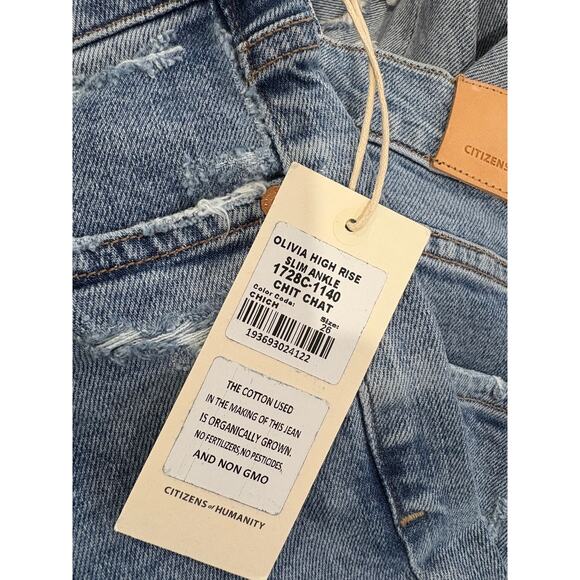 CITIZENS
OLIVIA HIGH RISE
SLIM ANKLE
1728C-1140
CHIT CHAT
Color Code: Size:
CHICH 26
193693024122
THE COTTON USED
IN THE MAKING OF THIS JEAN
IS ORGANICALLY GROWN.
NO FERTILIZERS, NO PESTICIDES,
AND NON GMO
CITIZENS of HUMANITY